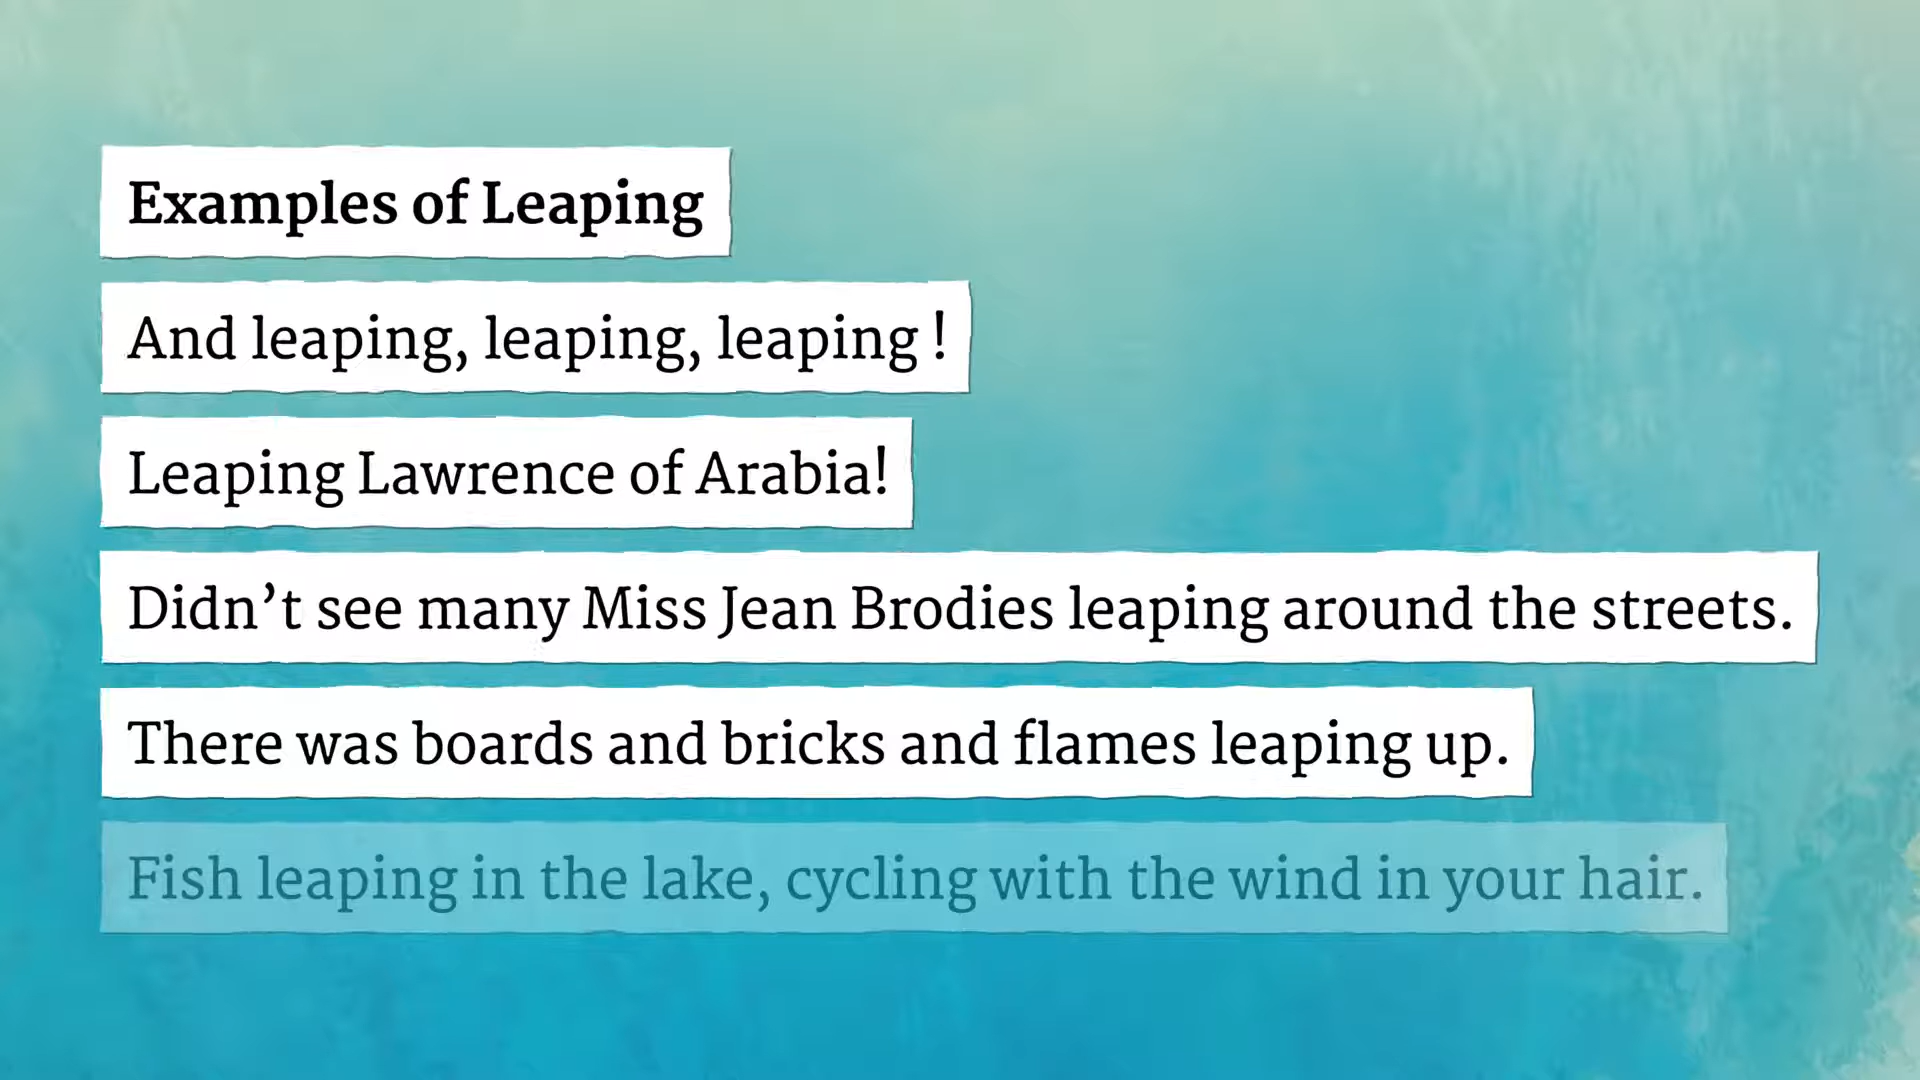 Examples of Leaping
And leaping, leaping, leaping !
Leaping Lawrence of Arabia!
Didn’t see many Miss Jean Brodies leaping around the streets.
There was boards and bricks and flames leaping up.
Fish leaping in the lake, cycling with the wind in your hair.